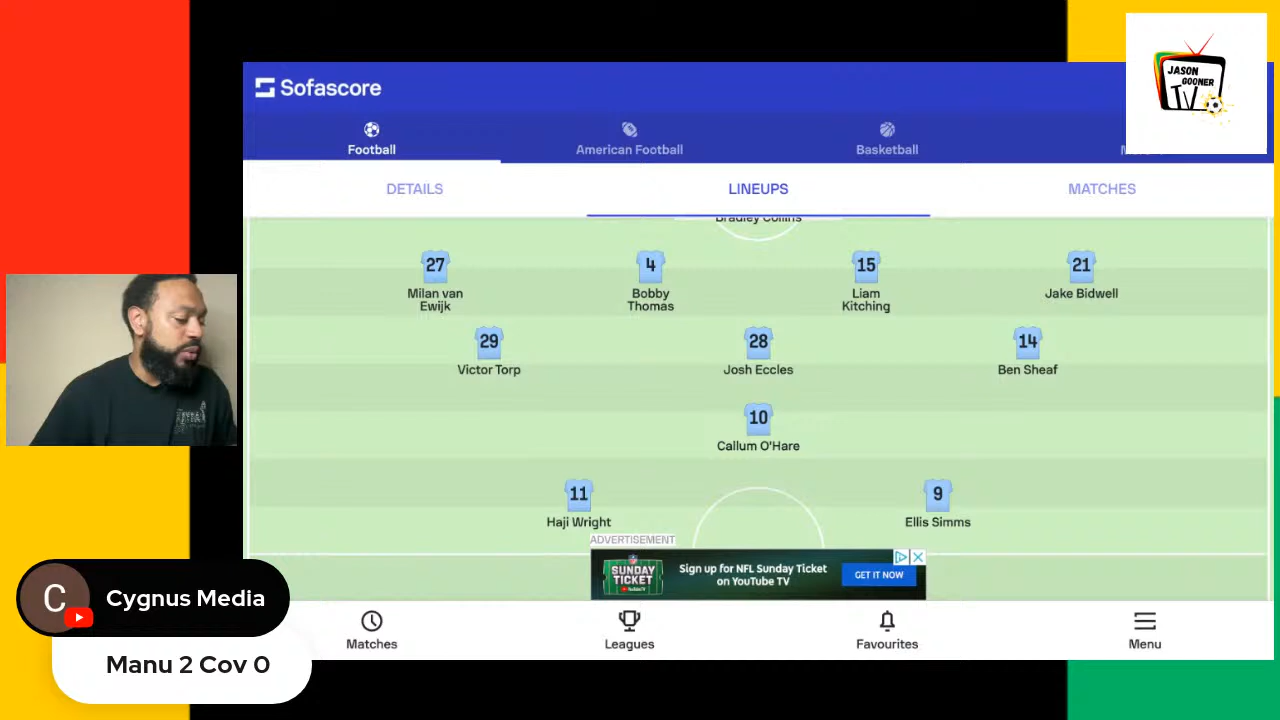 JASON
GOONER
TV
Sofascore
Football
American Football
Basketball
DETAILS
LINEUPS
MATCHES
Bradley Collins
27
4
15
21
Milan van
Ewijk
Bobby
Thomas
Liam
Kitching
Jake Bidwell
29
28
14
Victor Torp
Josh Eccles
Ben Sheaf
10
Callum O'Hare
11
9
Haji Wright
Ellis Simms
ADVERTISEMENT
SUNDAY
TICKET
Sign up for NFL Sunday Ticket
on YouTube TV
GET IT NOW
C
Cygnus Media
Manu 2 Cov 0
Matches
Leagues
Favourites
Menu